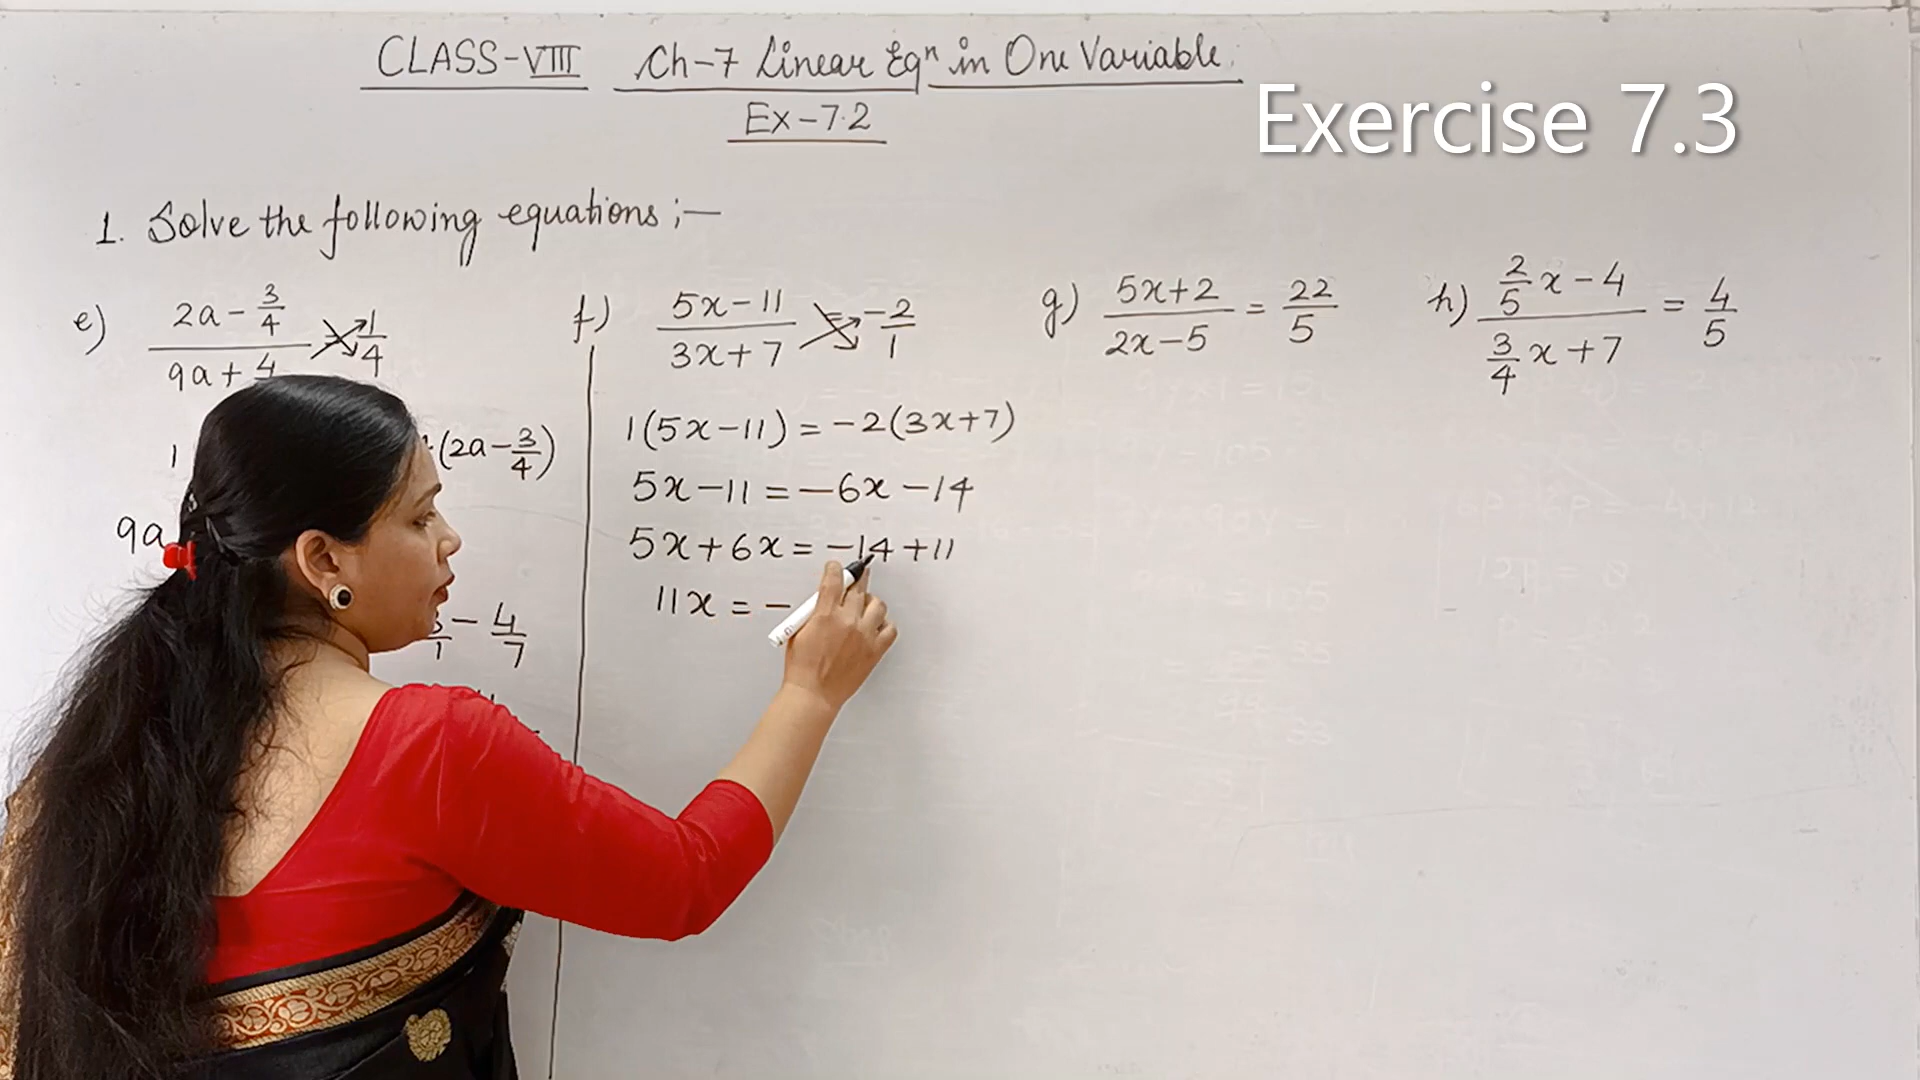 CLASS-VIII Ch-7 Linear Eqⁿ in One Variable.
Exercise 7.3
Ex-7.2
1. Solve the following equations ;-
e) (2a - 3/4)/(9a + 4 1/4
1
(2a - 3/4)
9a
- 4/7
f) (5x - 11)/(3x + 7) = -2/1
1(5x - 11) = -2(3x + 7)
5x - 11 = -6x - 14
5x + 6x = -14 + 11
11x = -
g) (5x + 2)/(2x - 5) = 22/5
h) (2/5 x - 4)/(3/4 x + 7) = 4/5